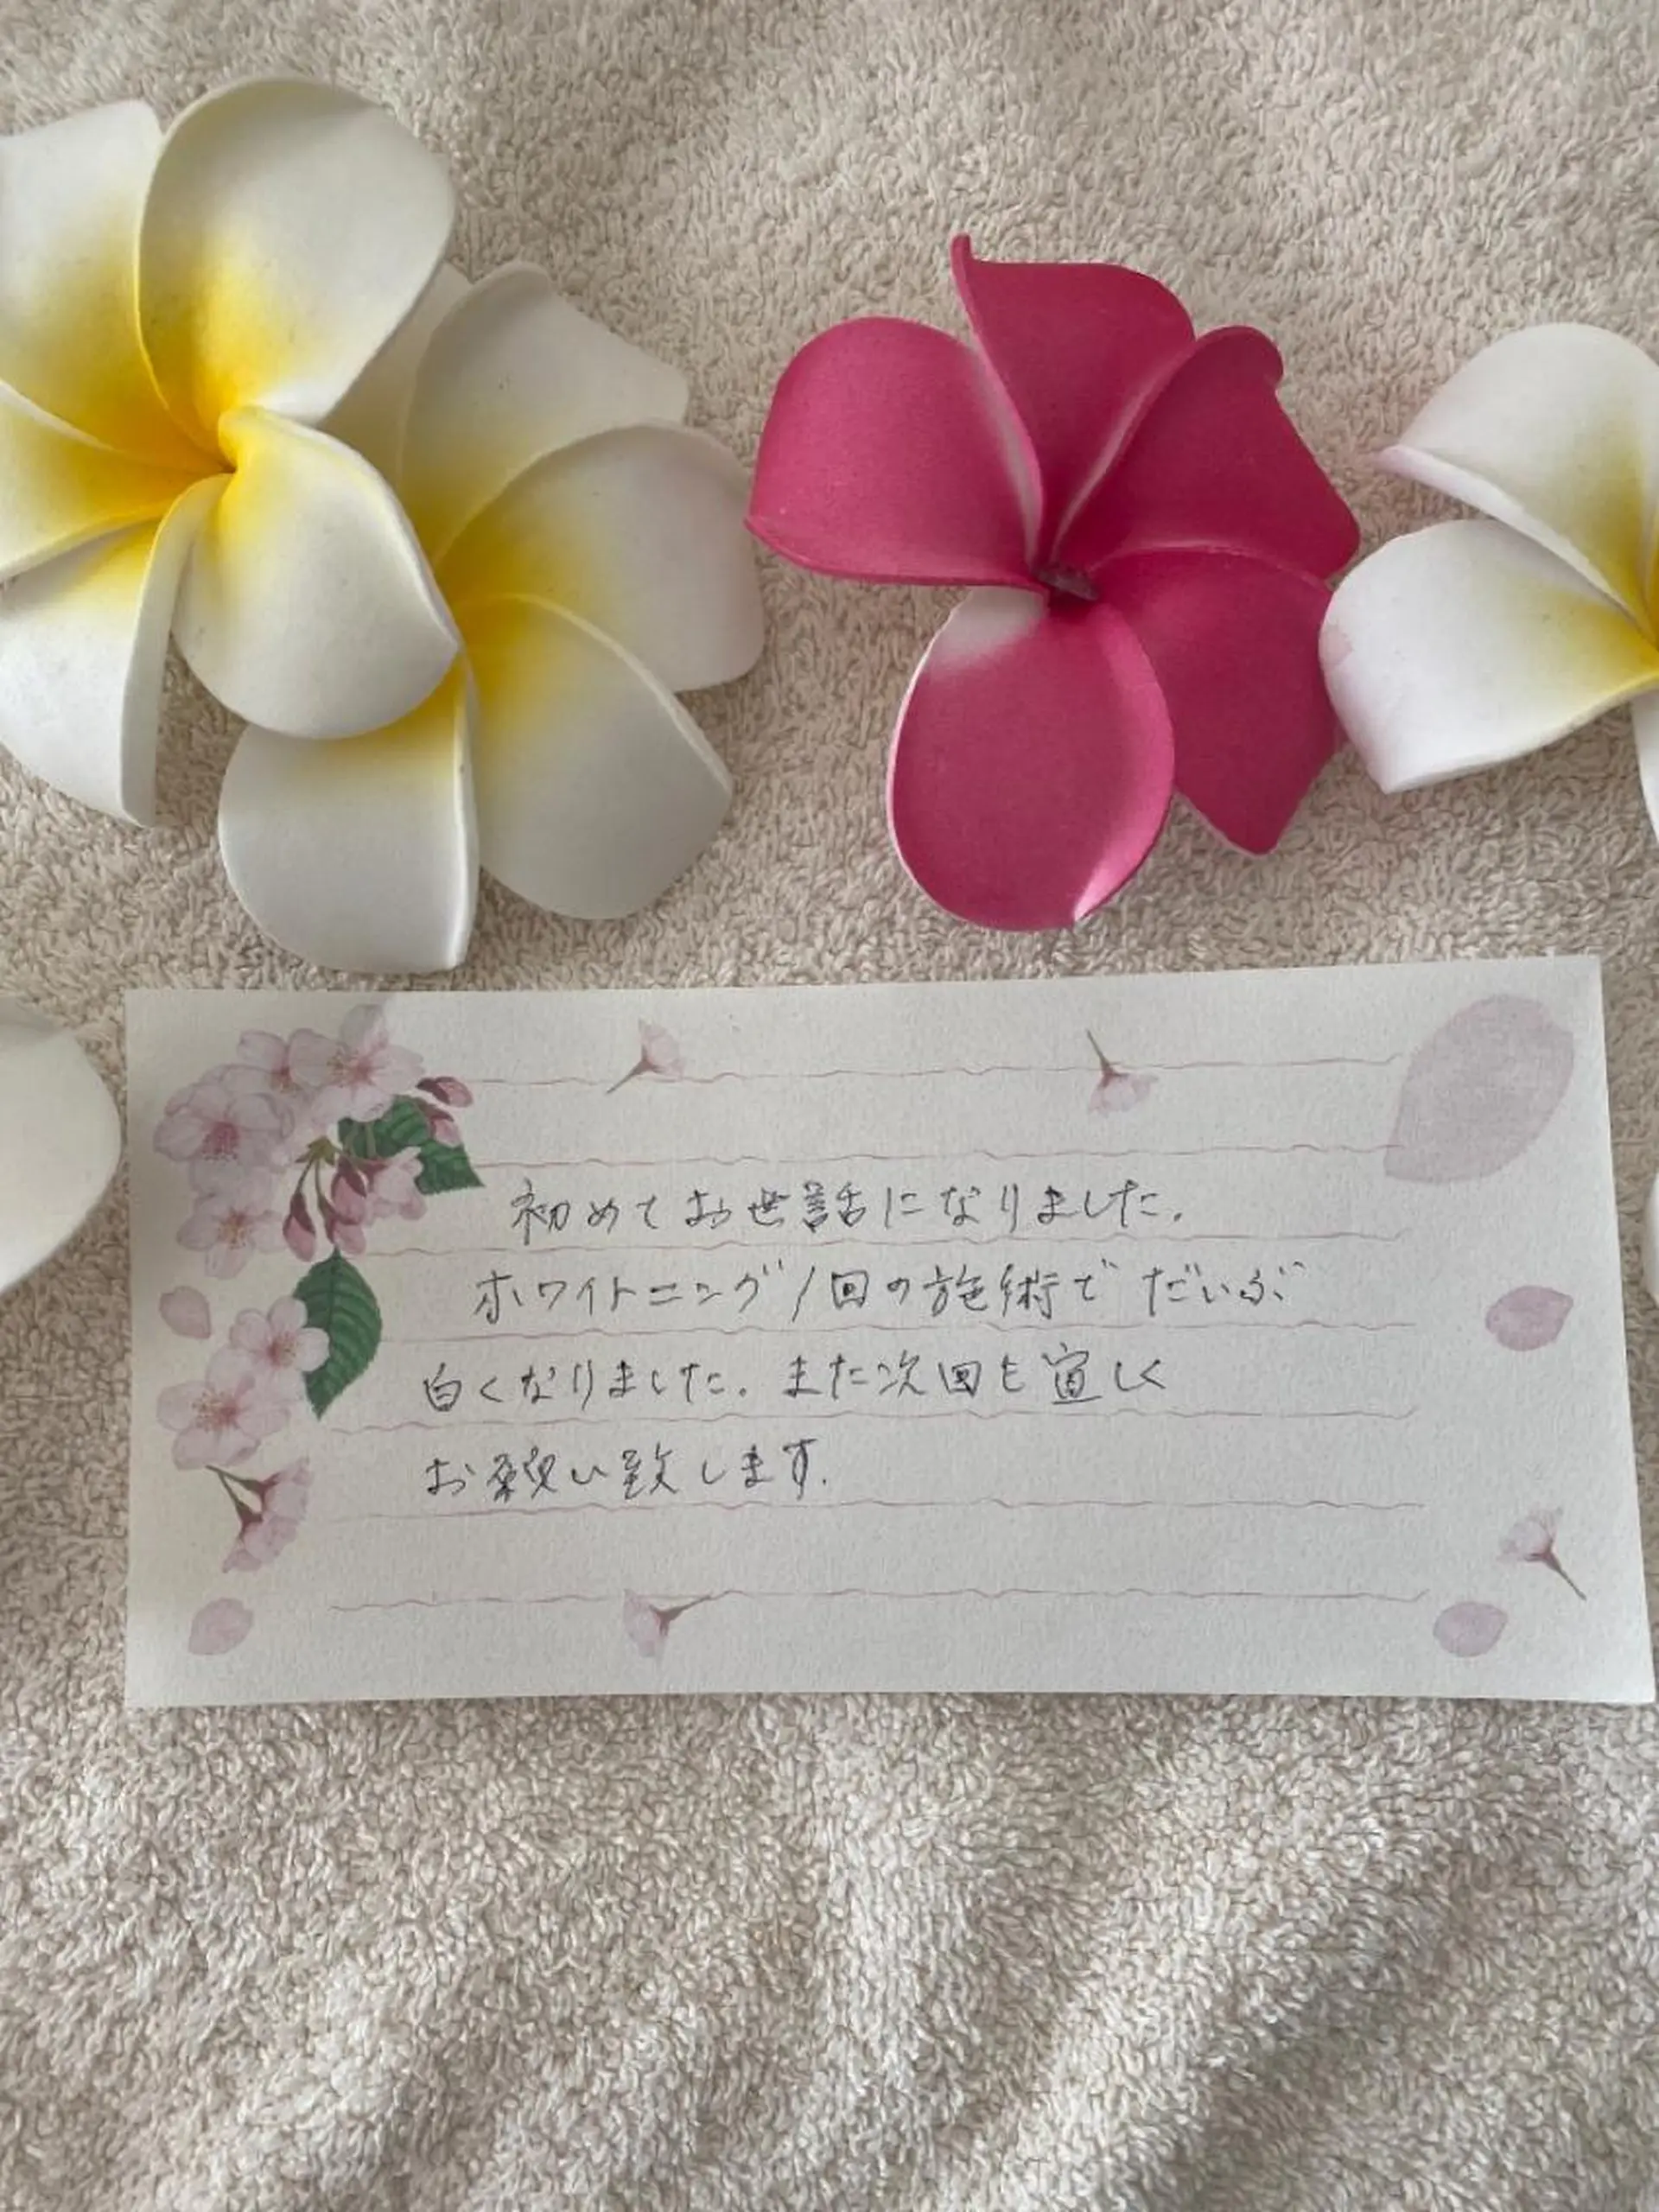 初めてお世話になりました。
ホワイトニング1回の施術でだいぶ
白くなりました。また次回も宜しく
お願い致します。